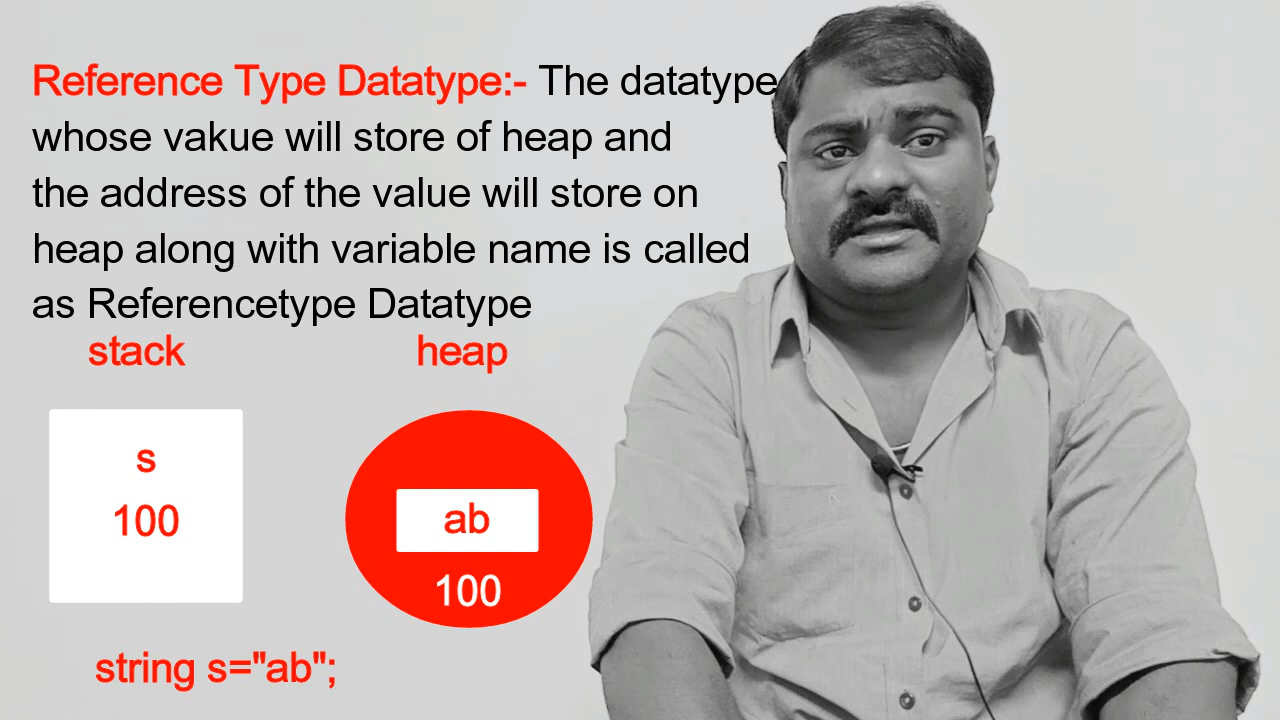 Reference Type Datatype:- The datatype
whose vakue will store of heap and
the address of the value will store on
heap along with variable name is called
as Referencetype Datatype
stack
heap
s
100
ab
100
string s="ab";